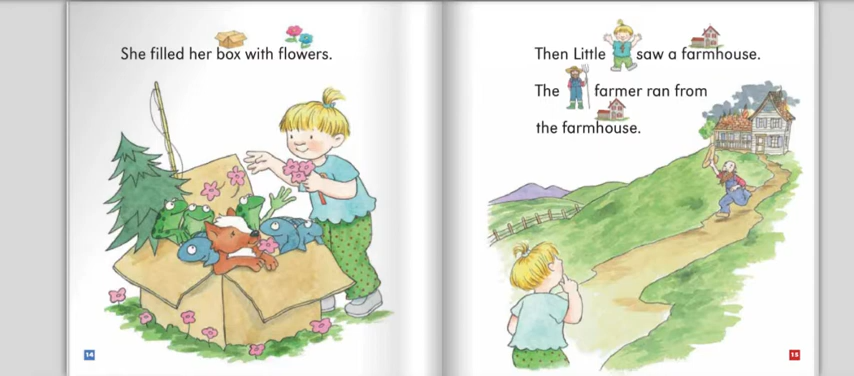 She filled her box with flowers.
14
Then Little saw a farmhouse.
The farmer ran from
the farmhouse.
15